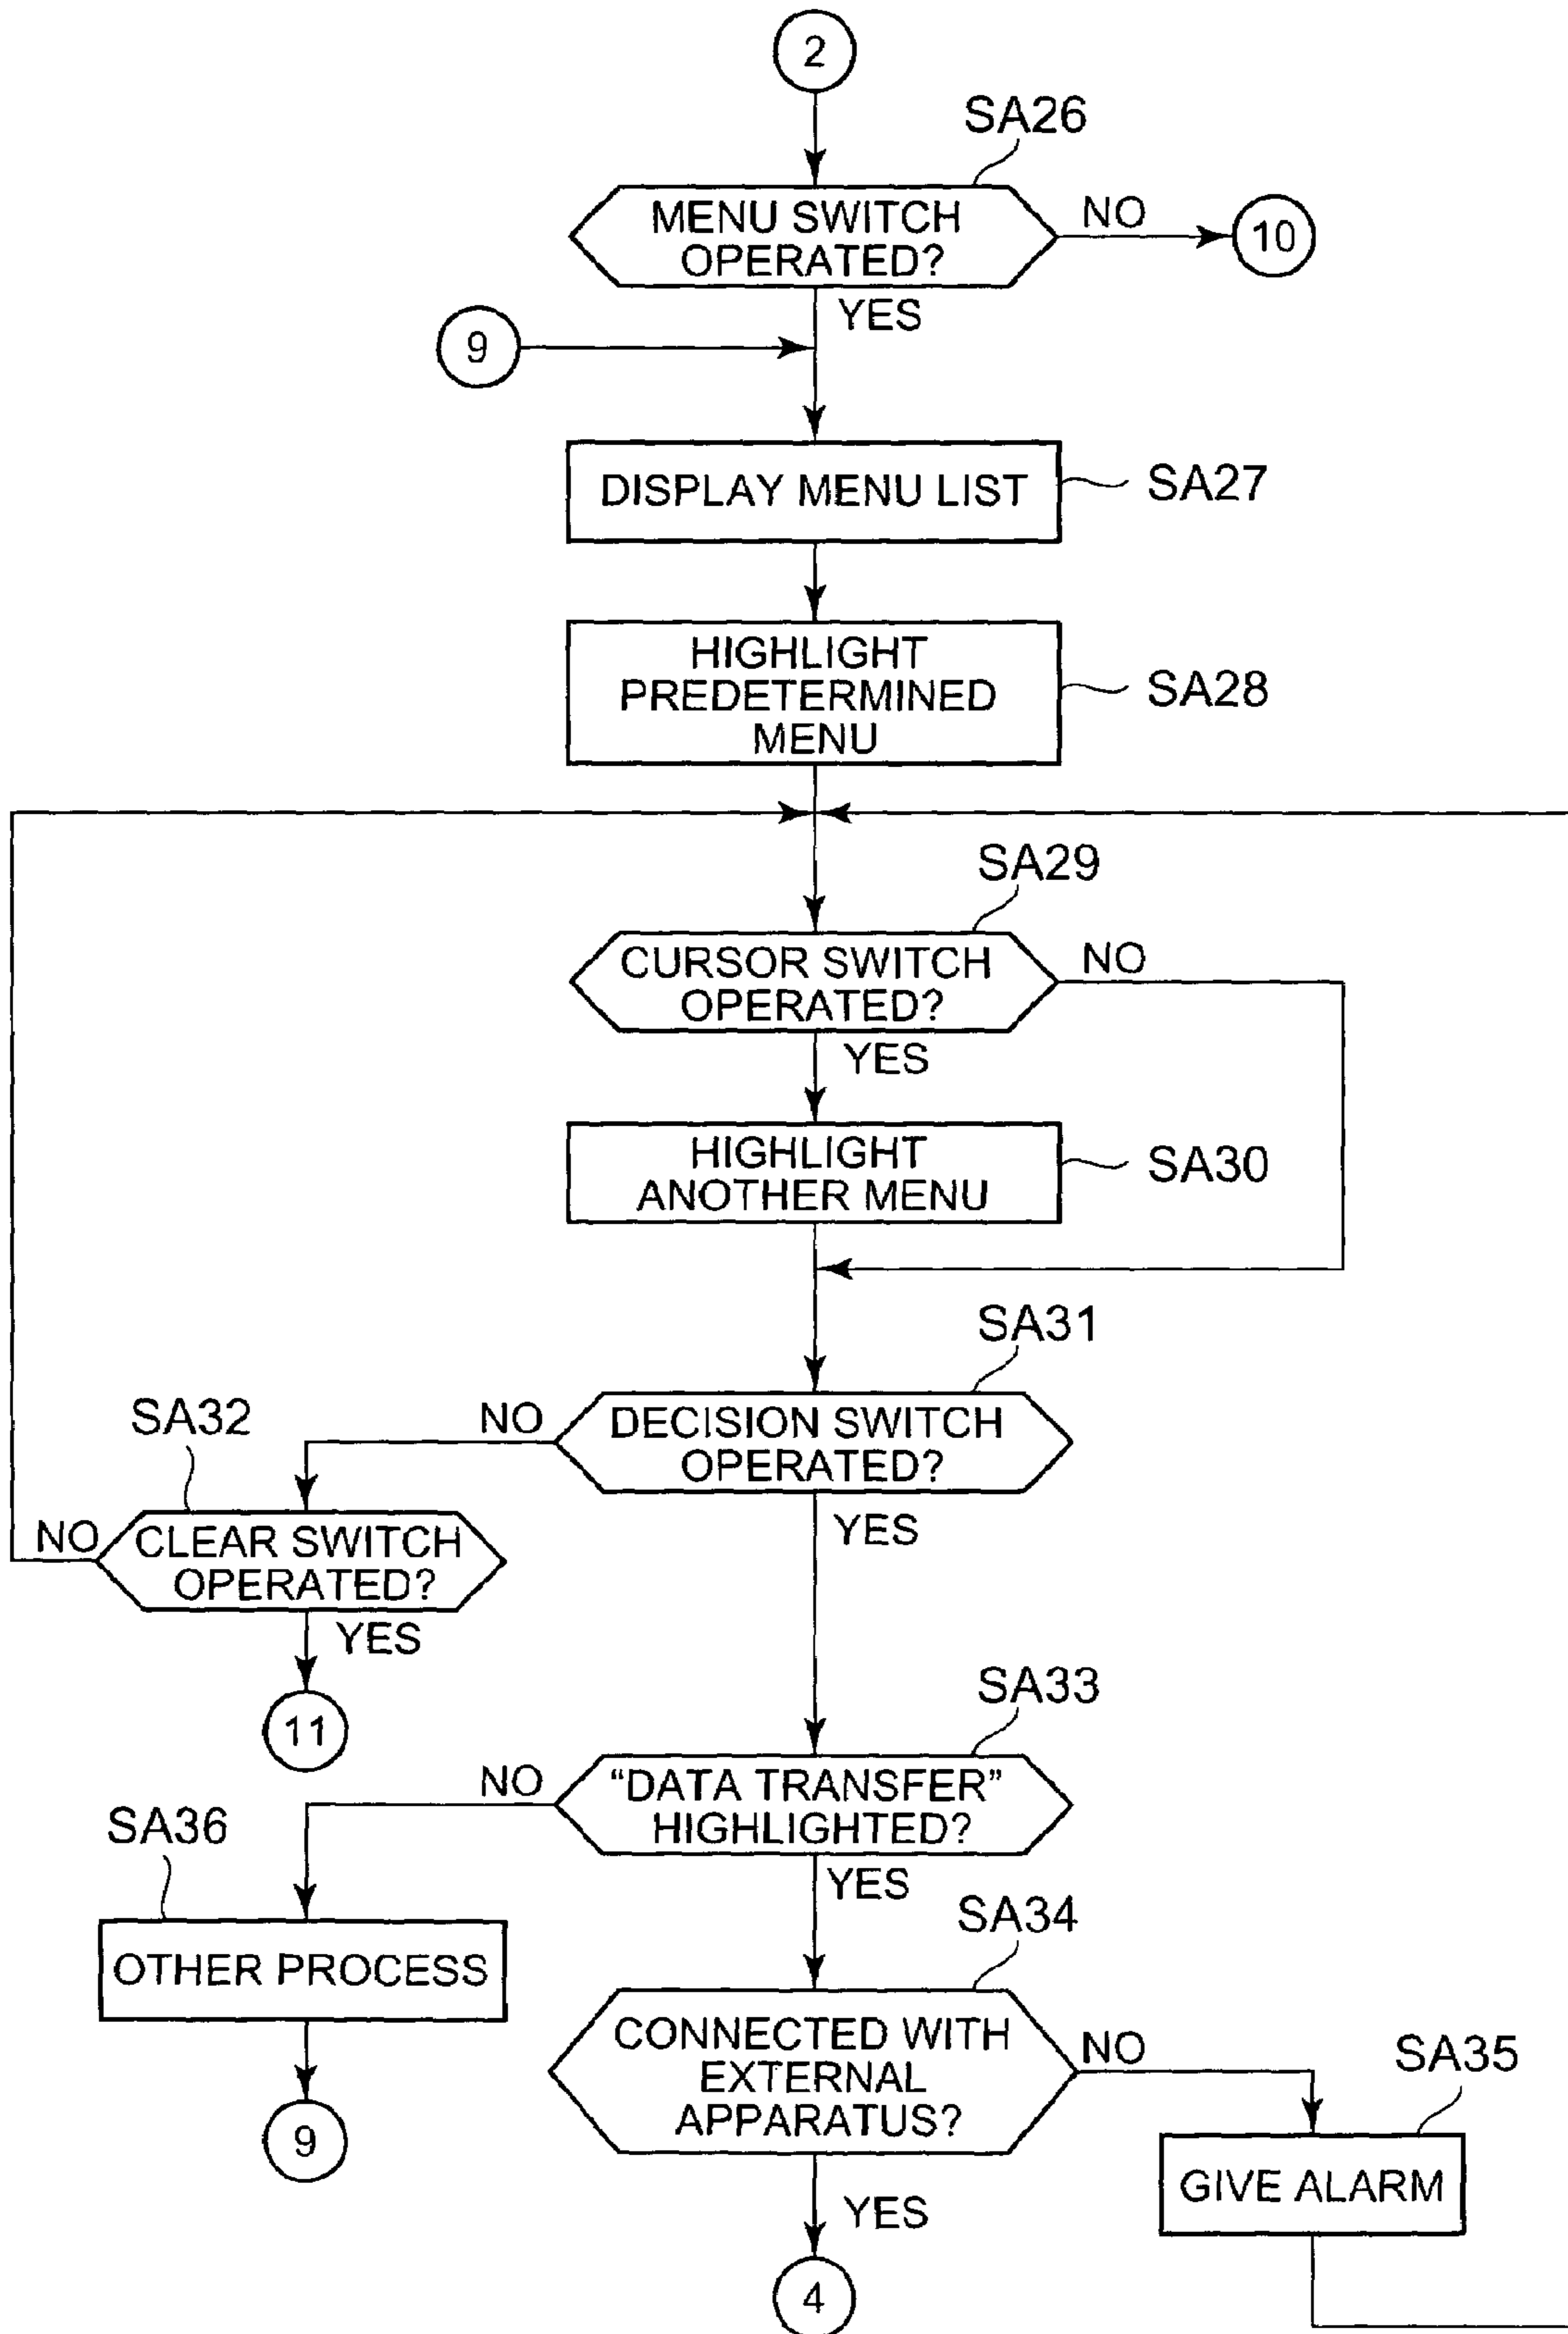 2
SA26
MENU SWITCH
OPERATED?
NO
10
YES
9
DISPLAY MENU LIST
SA27
HIGHLIGHT
PREDETERMINED
MENU
SA28
SA29
CURSOR SWITCH
OPERATED?
NO
YES
HIGHLIGHT
ANOTHER MENU
SA30
SA31
DECISION SWITCH
OPERATED?
NO
YES
SA32
CLEAR SWITCH
OPERATED?
NO
YES
11
SA33
“DATA TRANSFER”
HIGHLIGHTED?
NO
YES
SA36
OTHER PROCESS
9
SA34
CONNECTED WITH
EXTERNAL
APPARATUS?
NO
YES
SA35
GIVE ALARM
4